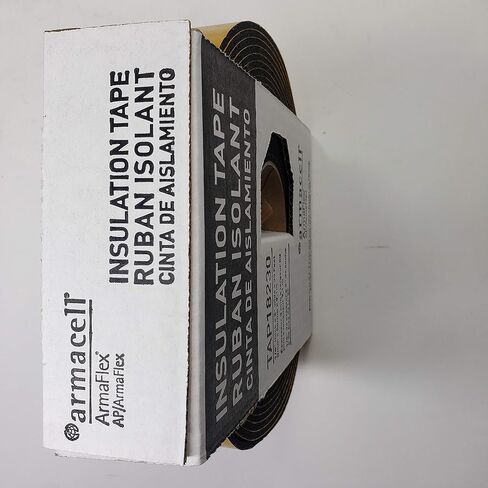 armacell®
ArmaFlex®
AP/ArmaFlex
INSULATION TAPE
RUBAN ISOLANT
CINTA DE AISLAMIENTO
INSULATION TAPE
RUBAN ISOLANT
CINTA DE AISLAMIENTO
TAP18230
armacell®
ArmaFlex